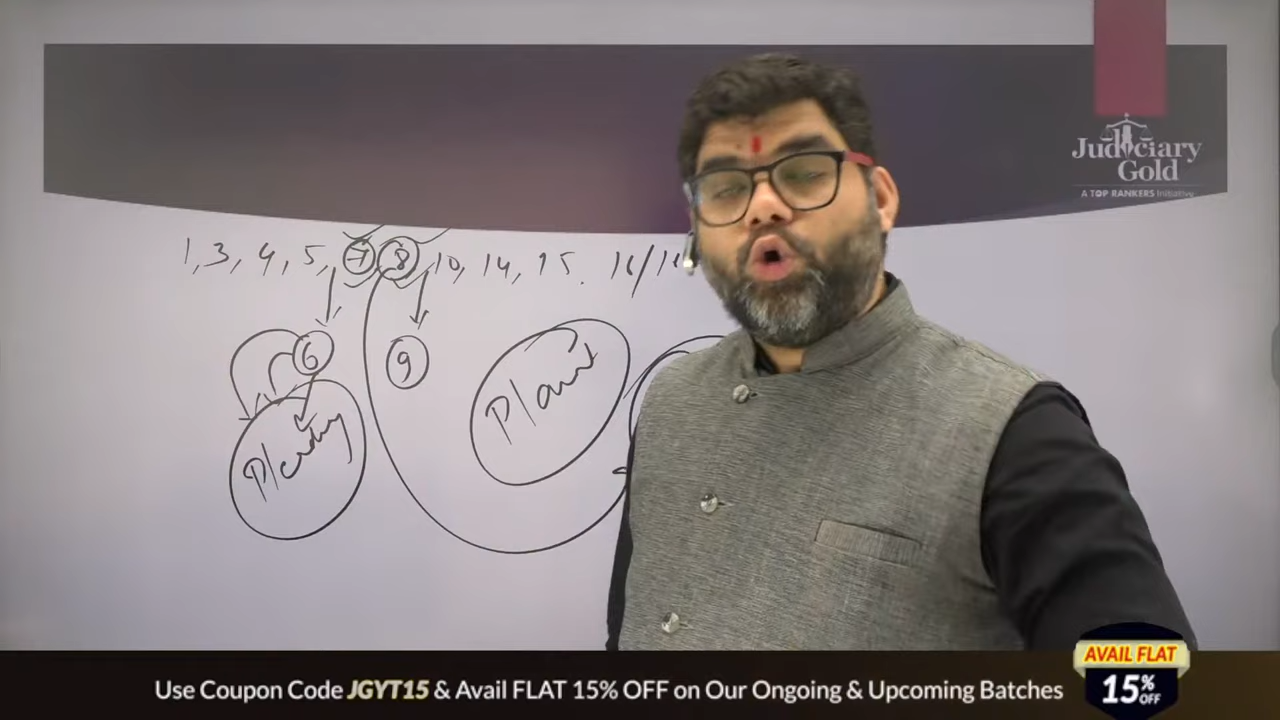 Judiciary
Gold
A TOP RANKERS Initiative
1, 3, 4, 5, 7, 8, 10, 14, 15. 16/
6
9
Plaint
Use Coupon Code JGYT15 & Avail FLAT 15% OFF on Our Ongoing & Upcoming Batches
AVAIL FLAT
15% OFF